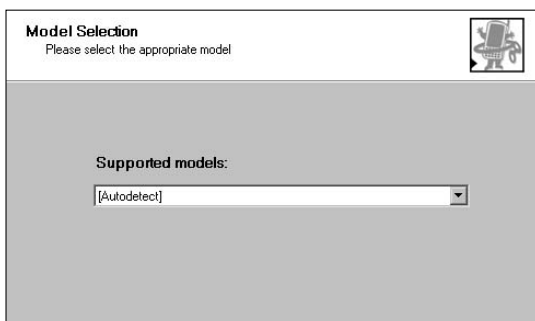 Model Selection
Please select the appropriate model
Supported models:
[Autodetect]